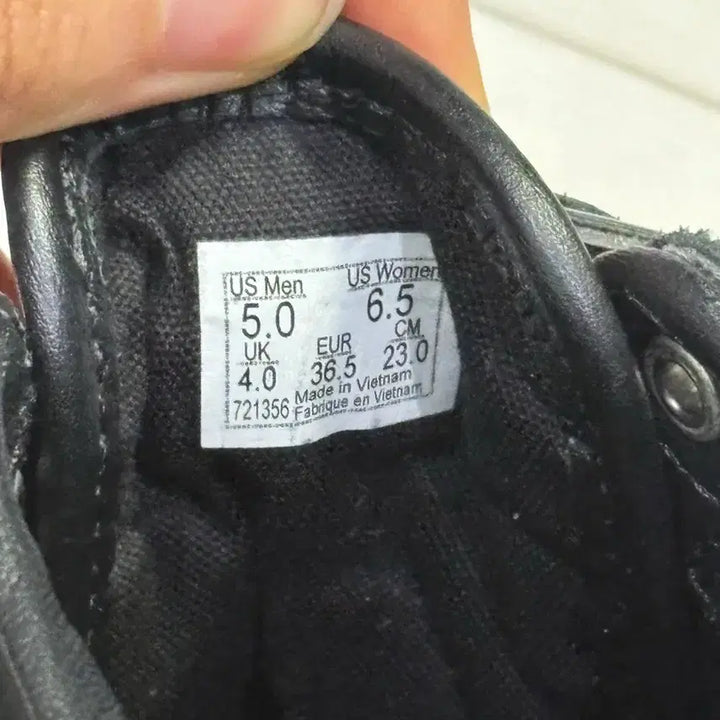 US Men US Women
5.0 6.5
UK EUR CM
4.0 36.5 23.0
Made in Vietnam
721356 Fabrique en Vietnam